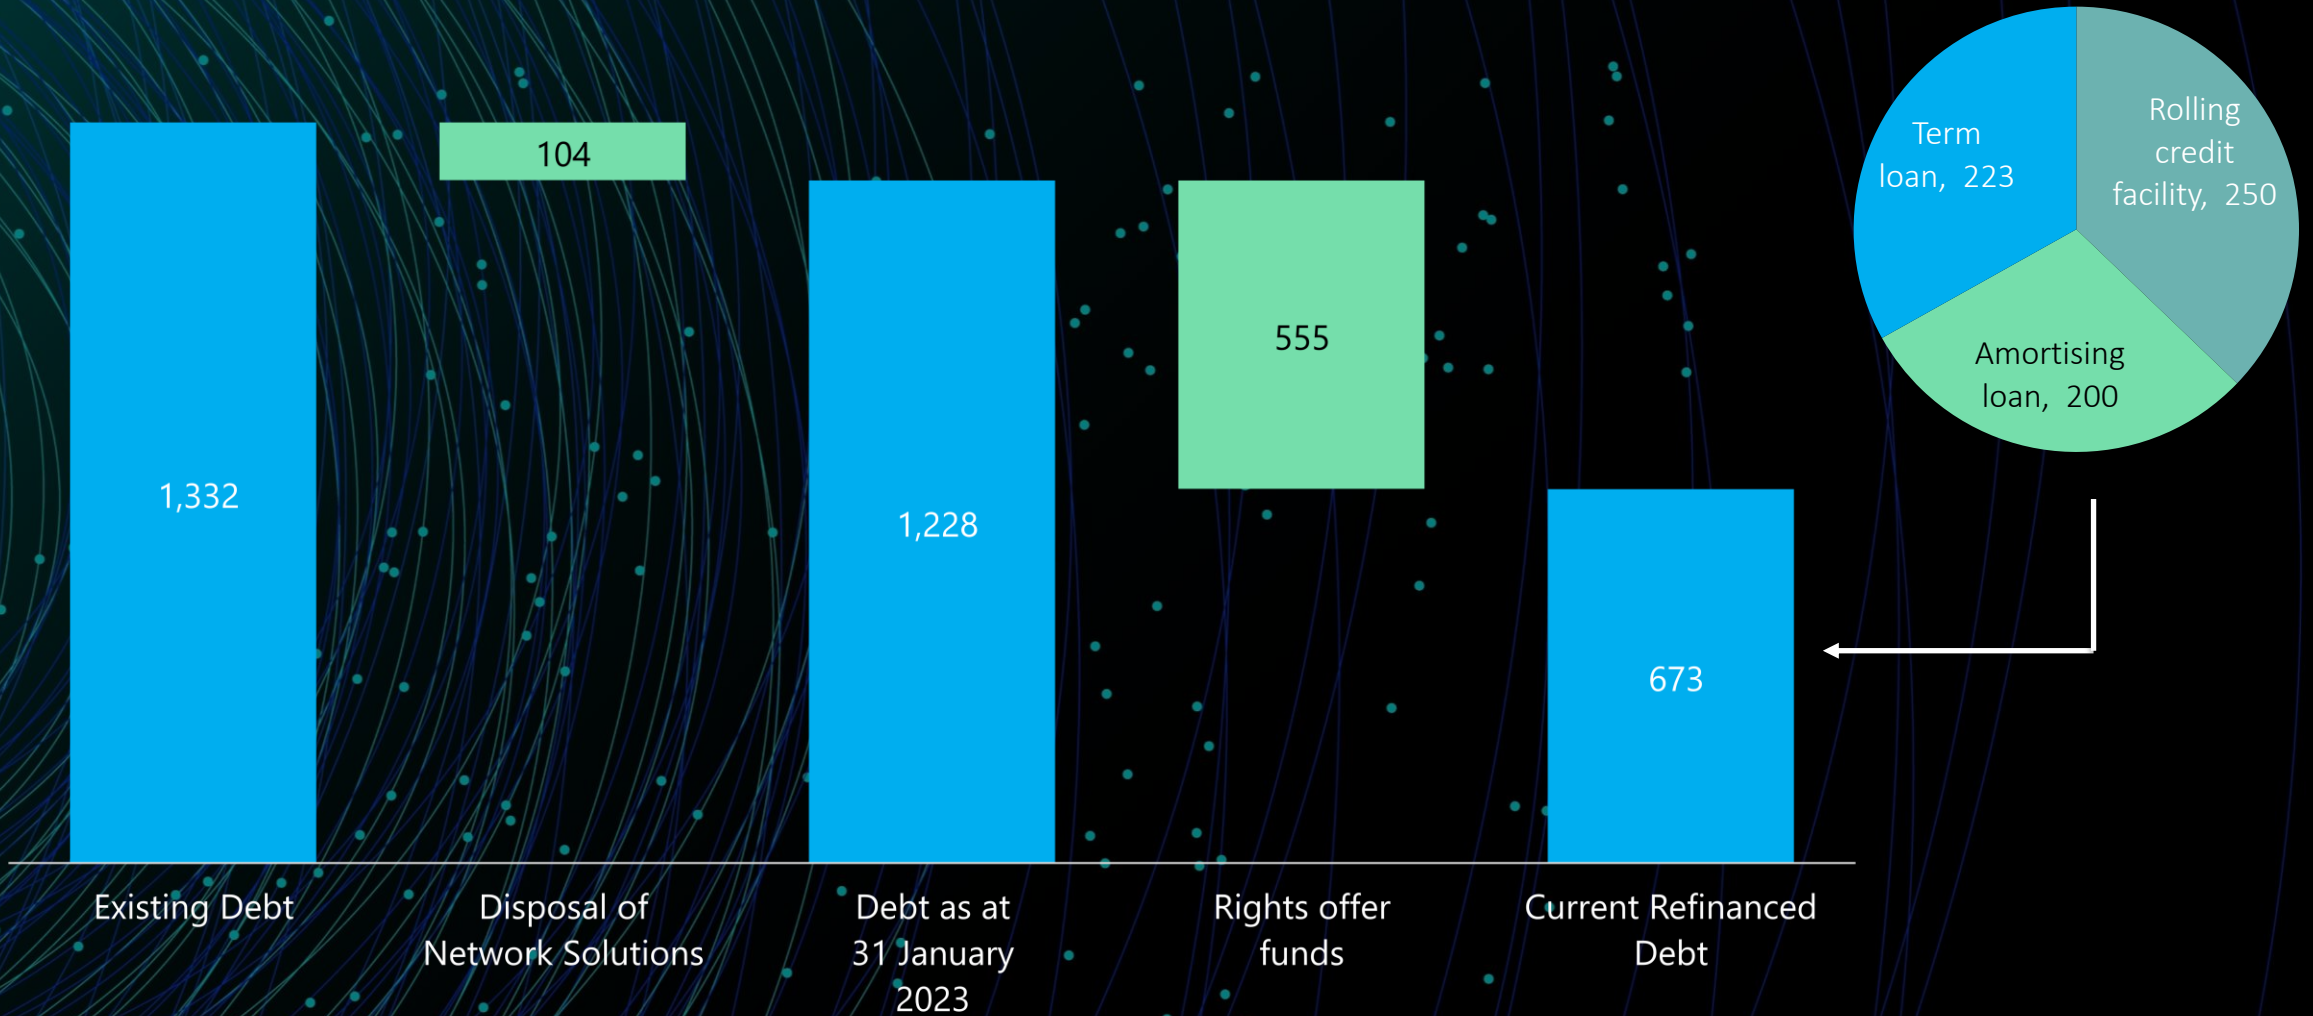 1,332
104
1,228
555
673
Existing Debt
Disposal of
Network Solutions
Debt as at
31 January
2023
Rights offer
funds
Current Refinanced
Debt
Term
loan, 223
Rolling
credit
facility, 250
Amortising
loan, 200